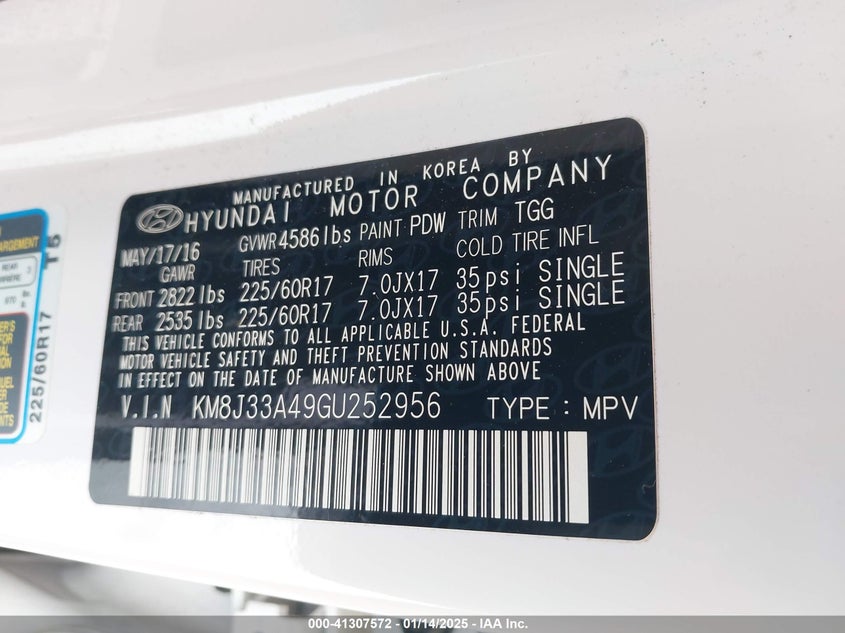 MANUFACTURED IN KOREA BY
HYUNDAI MOTOR COMPANY
MAY/17/16 GVWR 4586 lbs PAINT PDW TRIM TGG
GAWR TIRES RIMS COLD TIRE INFL
FRONT 2822 lbs 225/60R17 7.0JX17 35psi SINGLE
REAR 2535 lbs 225/60R17 7.0JX17 35psi SINGLE
THIS VEHICLE CONFORMS TO ALL APPLICABLE U.S.A. FEDERAL
MOTOR VEHICLE SAFETY AND THEFT PREVENTION STANDARDS
IN EFFECT ON THE DATE OF MANUFACTURE SHOWN ABOVE
V.I.N KM8J33A49GU252956 TYPE : MPV
REAR
225/60R17 T5
000-41307572 - 01/14/2025 - IAA Inc.